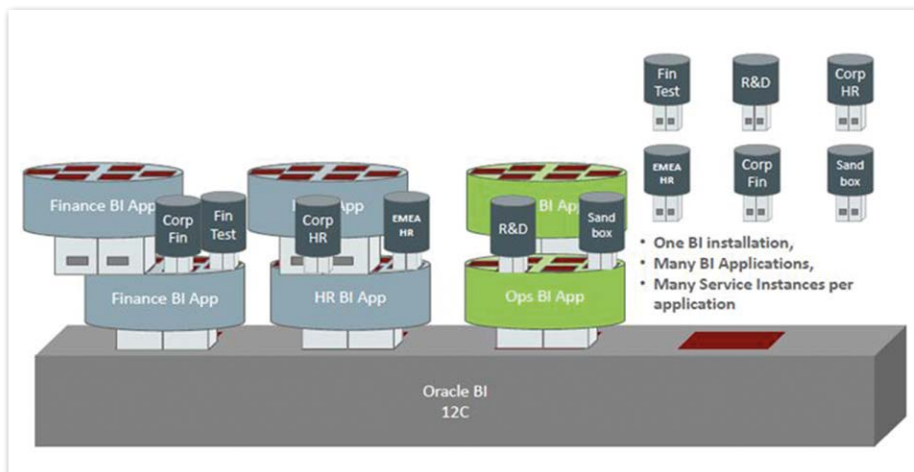 Fin
Test
R&D
Corp
HR
EMEA
HR
Corp
Fin
Sand
box
Finance BI App
Corp
Fin
Fin
Test
App
Corp
HR
EMEA
HR
BI App
R&D
Sand
box
Finance BI App
HR BI App
Ops BI App
• One BI installation,
• Many BI Applications,
• Many Service Instances per
application
Oracle BI
12C